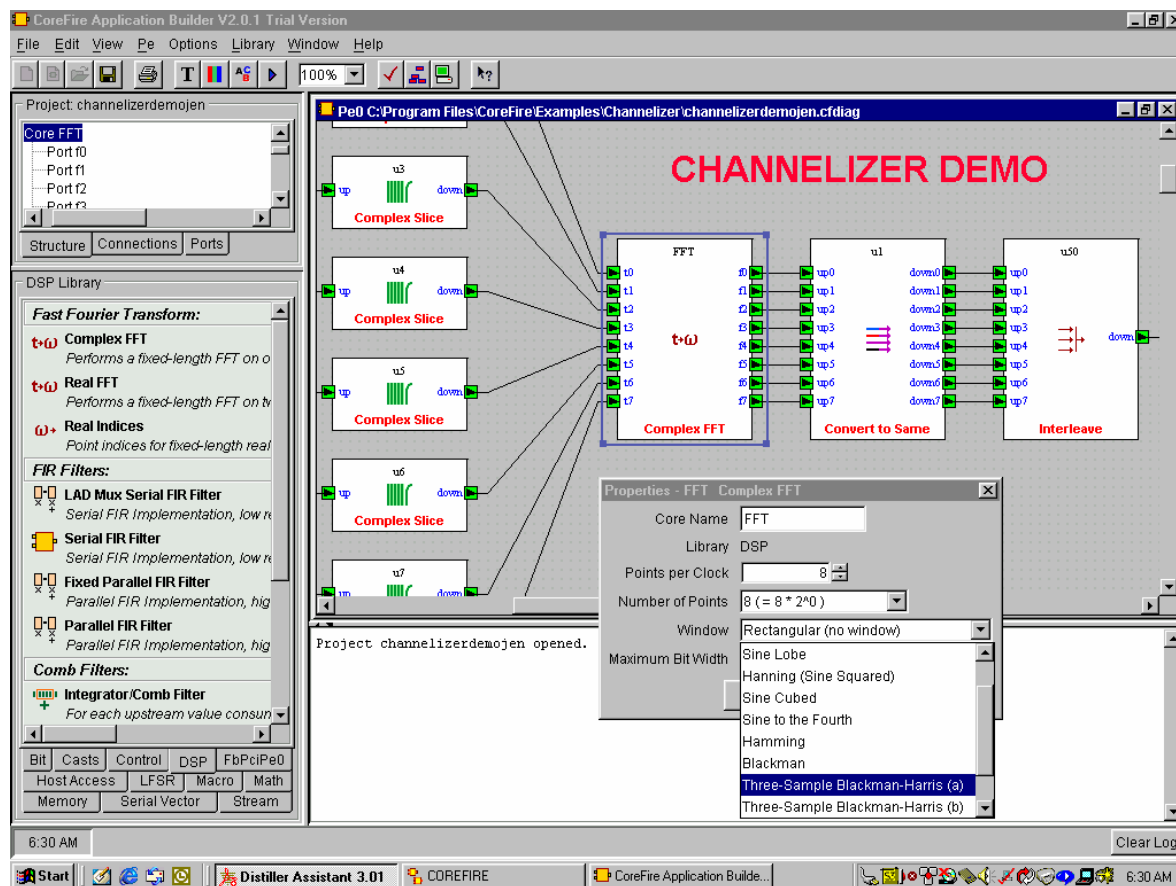 CoreFire Application Builder V2.0.1 Trial Version
File Edit View Pe Options Library Window Help
T 100%
Project: channelizerdemojen
Core FFT
Port f0
Port f1
Port f2
Port f3
Structure Connections Ports
DSP Library
Fast Fourier Transform:
t→ω Complex FFT
Performs a fixed-length FFT on o
t→ω Real FFT
Performs a fixed-length FFT on tv
ω→ Real Indices
Point indices for fixed-length real
FIR Filters:
LAD Mux Serial FIR Filter
Serial FIR Implementation, low re
Serial FIR Filter
Serial FIR Implementation, low re
Fixed Parallel FIR Filter
Parallel FIR Implementation, hig
Parallel FIR Filter
Parallel FIR Implementation, hig
Comb Filters:
Integrator/Comb Filter
For each upstream value consun
Bit Casts Control DSP FbPciPe0
Host Access LFSR Macro Math
Memory Serial Vector Stream
Pe0 C:\Program Files\CoreFire\Examples\Channelizer\channelizerdemojen.cfdiag
CHANNELIZER DEMO
Complex Slice
u3
up down
Complex Slice
u4
up down
Complex Slice
u5
up down
Complex Slice
u6
up down
Complex Slice
u7
up down
FFT
t0 f0
t1 f1
t2 f2
t3 f3
t4 f4
t5 f5
t6 f6
t7 f7
t→ω
Complex FFT
u1
up0 down0
up1 down1
up2 down2
up3 down3
up4 down4
up5 down5
up6 down6
up7 down7
Convert to Same
u50
up0
up1
up2
up3
up4
up5
up6
up7
down
Interleave
Properties - FFT Complex FFT
Core Name FFT
Library DSP
Points per Clock 8
Number of Points 8 ( = 8 * 2^0 )
Window Rectangular (no window)
Maximum Bit Width
Sine Lobe
Hanning (Sine Squared)
Sine Cubed
Sine to the Fourth
Hamming
Blackman
Three-Sample Blackman-Harris (a)
Three-Sample Blackman-Harris (b)
Project channelizerdemojen opened.
6:30 AM
Clear Log
Start Distiller Assistant 3.01 COREFIRE CoreFire Application Builde... 6:30 AM